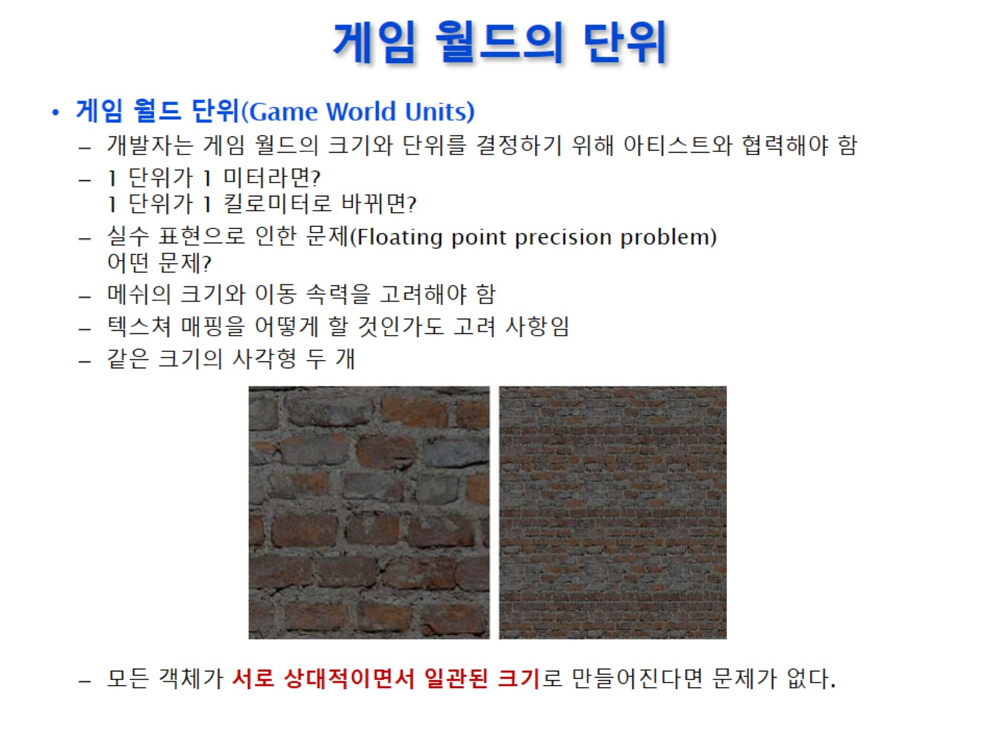 게임 월드의 단위
• 게임 월드 단위(Game World Units)
– 개발자는 게임 월드의 크기와 단위를 결정하기 위해 아티스트와 협력해야 함
– 1 단위가 1 미터라면?
1 단위가 1 킬로미터로 바뀌면?
– 실수 표현으로 인한 문제(Floating point precision problem)
어떤 문제?
– 메쉬의 크기와 이동 속력을 고려해야 함
– 텍스쳐 매핑을 어떻게 할 것인가도 고려 사항임
– 같은 크기의 사각형 두 개
– 모든 객체가 서로 상대적이면서 일관된 크기로 만들어진다면 문제가 없다.